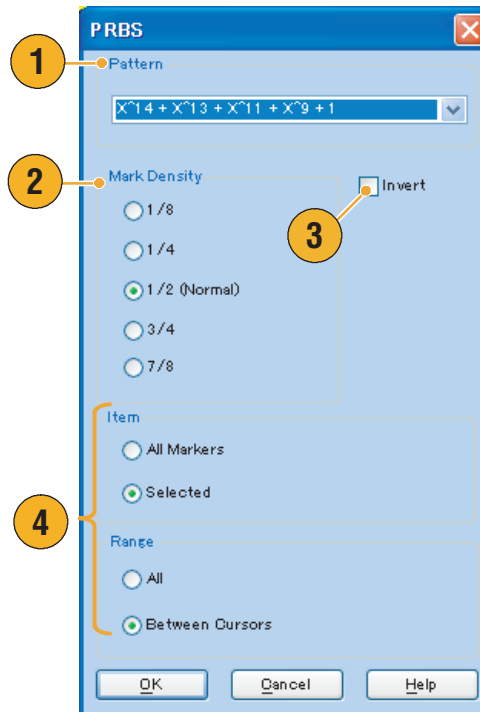 PRBS
1
Pattern
X^14 + X^13 + X^11 + X^9 + 1
2
Mark Density
Invert
3
1/8
1/4
1/2 (Normal)
3/4
7/8
4
Item
All Markers
Selected
Range
All
Between Cursors
OK Cancel Help